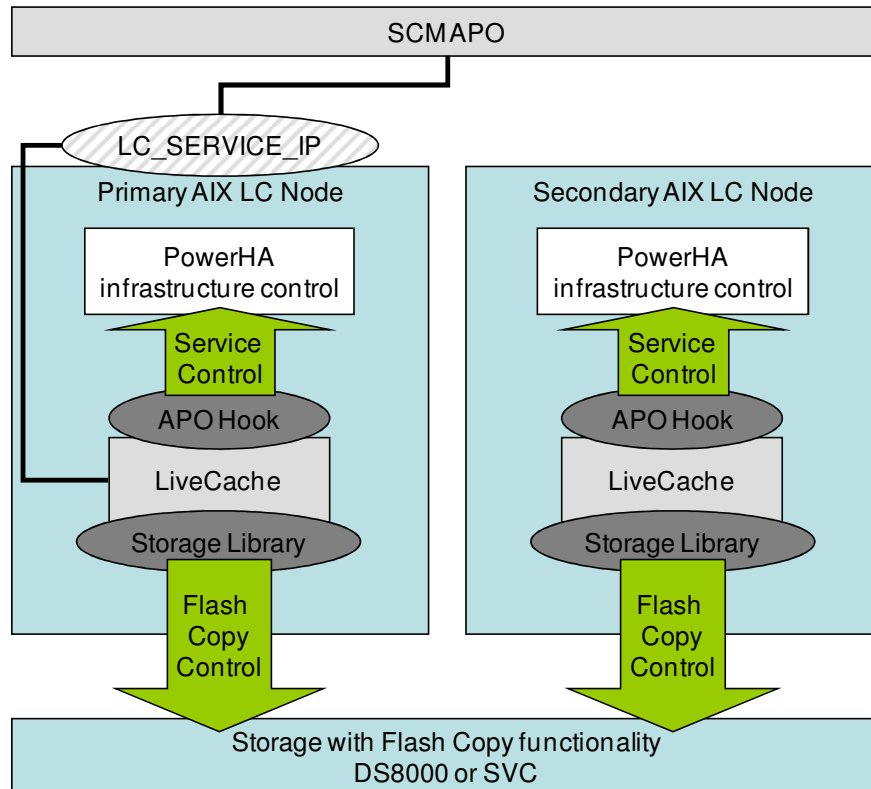 SCMAPO
LC_SERVICE_IP
Primary AIX LC Node
PowerHA
infrastructure control
Service
Control
APO Hook
LiveCache
Storage Library
Flash
Copy
Control
Secondary AIX LC Node
PowerHA
infrastructure control
Service
Control
APO Hook
LiveCache
Storage Library
Flash
Copy
Control
Storage with Flash Copy functionality
DS8000 or SVC